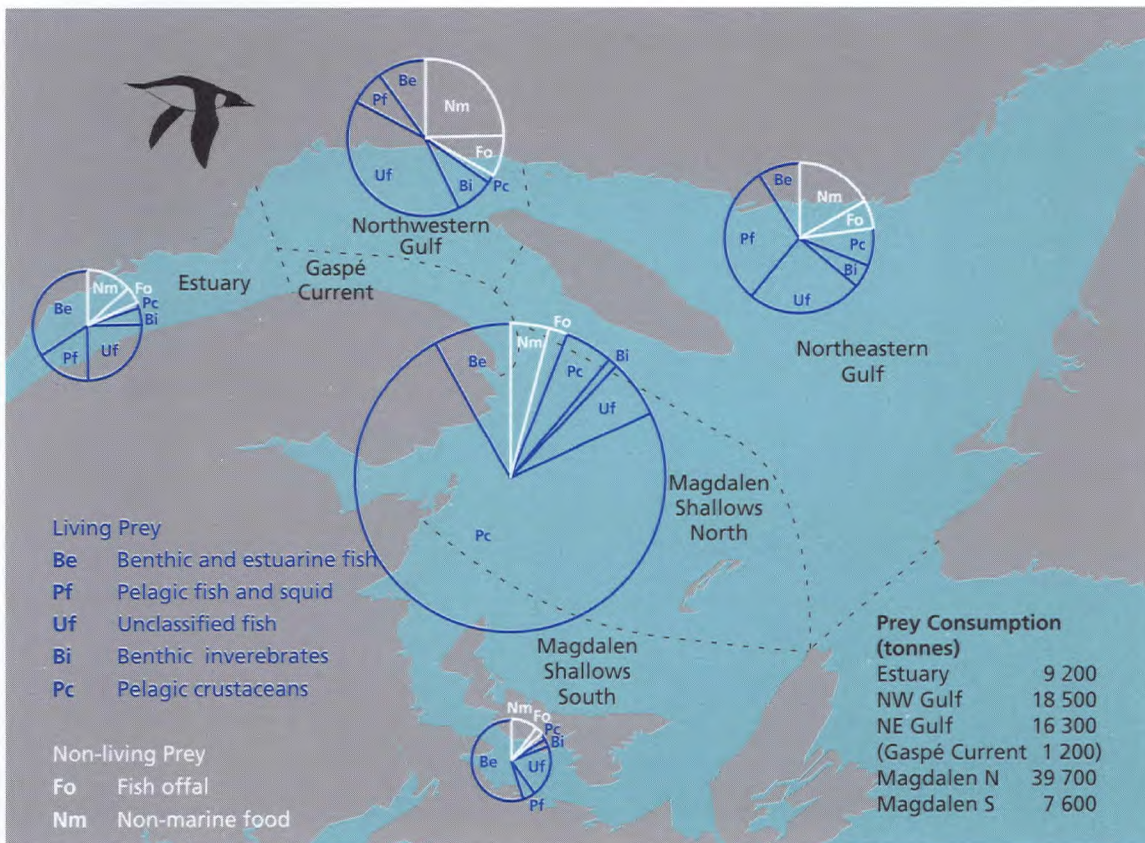 Be
Pf
Nm
Fo
Uf
Bi
Pc
Northwestern
Gulf
Be
Nm
Fo
Pf
Pc
Bi
Uf
Northeastern
Gulf
Estuary
Gaspé
Current
Nm
Fo
Be
Pc
Bi
Pf
Uf
Be
Nm
Fo
Pc
Bi
Uf
Pc
Magdalen
Shallows
North
Magdalen
Shallows
South
Nm
Fo
Pc
Bi
Be
Uf
Pf
Living Prey
Be Benthic and estuarine fish
Pf Pelagic fish and squid
Uf Unclassified fish
Bi Benthic inverebrates
Pc Pelagic crustaceans
Non-living Prey
Fo Fish offal
Nm Non-marine food
Prey Consumption
(tonnes)
Estuary 9 200
NW Gulf 18 500
NE Gulf 16 300
(Gaspé Current 1 200)
Magdalen N 39 700
Magdalen S 7 600